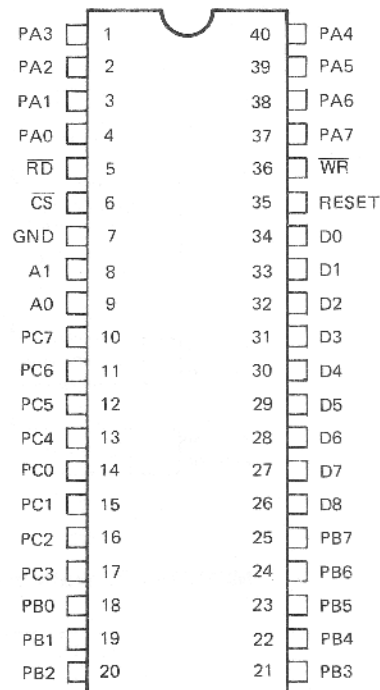 PA3 1 40 PA4
PA2 2 39 PA5
PA1 3 38 PA6
PA0 4 37 PA7
R̅D̅ 5 36 W̅R̅
C̅S̅ 6 35 RESET
GND 7 34 D0
A1 8 33 D1
A0 9 32 D2
PC7 10 31 D3
PC6 11 30 D4
PC5 12 29 D5
PC4 13 28 D6
PC0 14 27 D7
PC1 15 26 D8
PC2 16 25 PB7
PC3 17 24 PB6
PB0 18 23 PB5
PB1 19 22 PB4
PB2 20 21 PB3